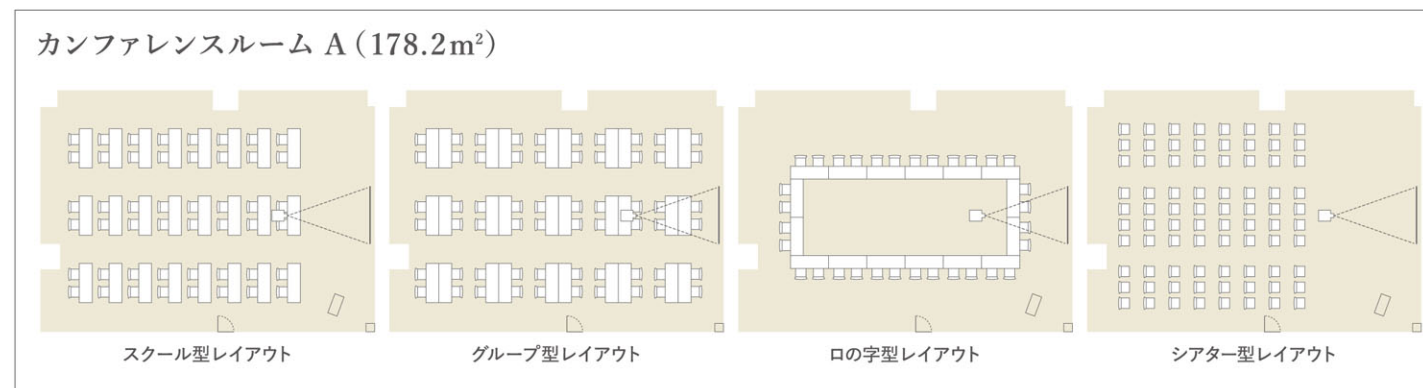 カンファレンスルーム A（178.2m²）
スクール型レイアウト
グループ型レイアウト
ロの字型レイアウト
シアター型レイアウト